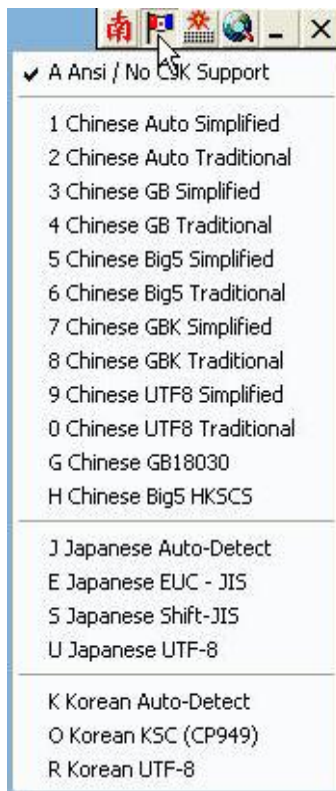 南
✔ A Ansi / No CJK Support
1 Chinese Auto Simplified
2 Chinese Auto Traditional
3 Chinese GB Simplified
4 Chinese GB Traditional
5 Chinese Big5 Simplified
6 Chinese Big5 Traditional
7 Chinese GBK Simplified
8 Chinese GBK Traditional
9 Chinese UTF8 Simplified
0 Chinese UTF8 Traditional
G Chinese GB18030
H Chinese Big5 HKSCS
J Japanese Auto-Detect
E Japanese EUC - JIS
S Japanese Shift-JIS
U Japanese UTF-8
K Korean Auto-Detect
O Korean KSC (CP949)
R Korean UTF-8